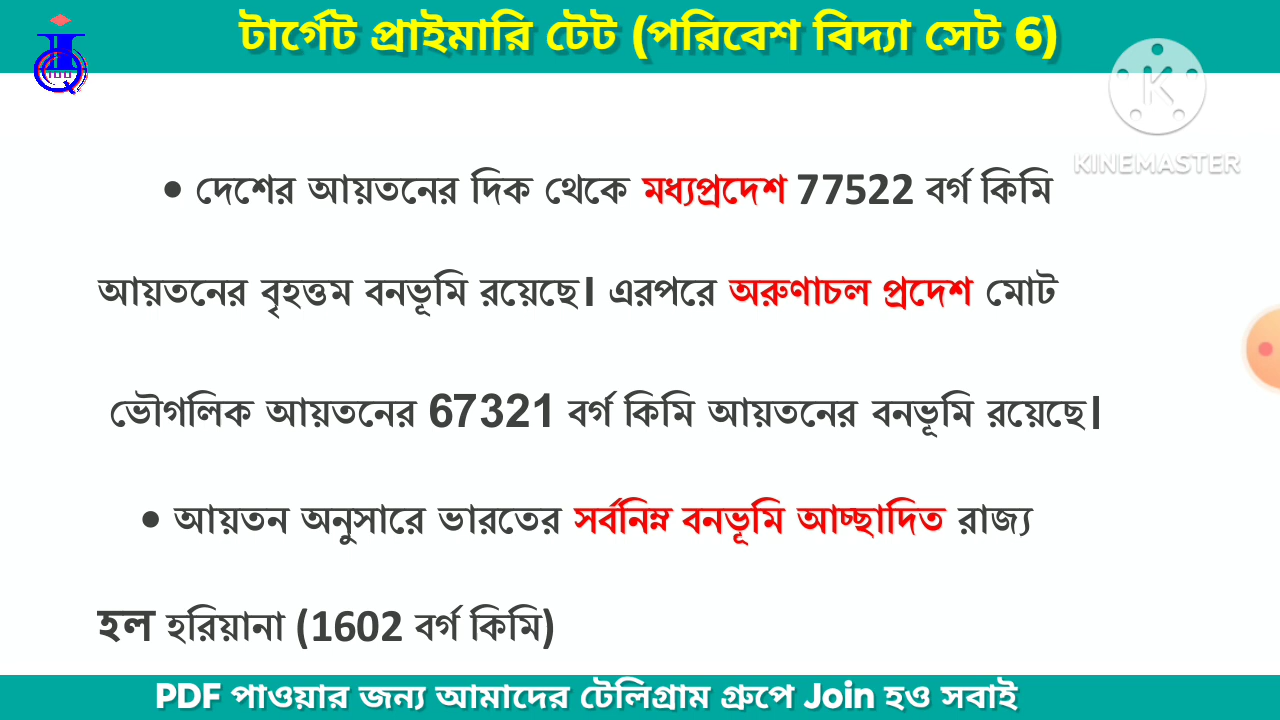 টার্গেট প্রাইমারি টেট (পরিবেশ বিদ্যা সেট 6)
KINEMASTER
• দেশের আয়তনের দিক থেকে মধ্যপ্রদেশ 77522 বর্গ কিমি
আয়তনের বৃহত্তম বনভূমি রয়েছে। এরপরে অরুণাচল প্রদেশ মোট
ভৌগলিক আয়তনের 67321 বর্গ কিমি আয়তনের বনভূমি রয়েছে।
• আয়তন অনুসারে ভারতের সর্বনিম্ন বনভূমি আচ্ছাদিত রাজ্য
হল হরিয়ানা (1602 বর্গ কিমি)
PDF পাওয়ার জন্য আমাদের টেলিগ্রাম গ্রুপে Join হও সবাই